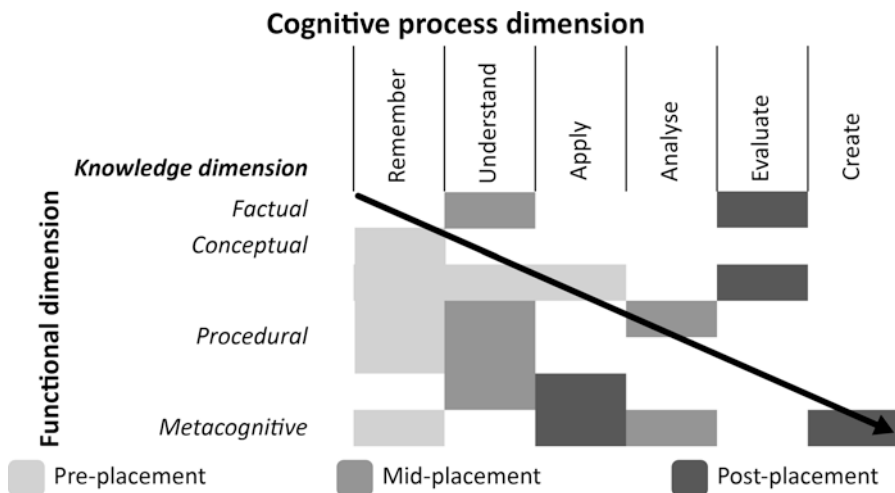 Cognitive process dimension
Remember
Understand
Apply
Analyse
Evaluate
Create
Knowledge dimension
Functional dimension
Factual
Conceptual
Procedural
Metacognitive
Pre-placement
Mid-placement
Post-placement